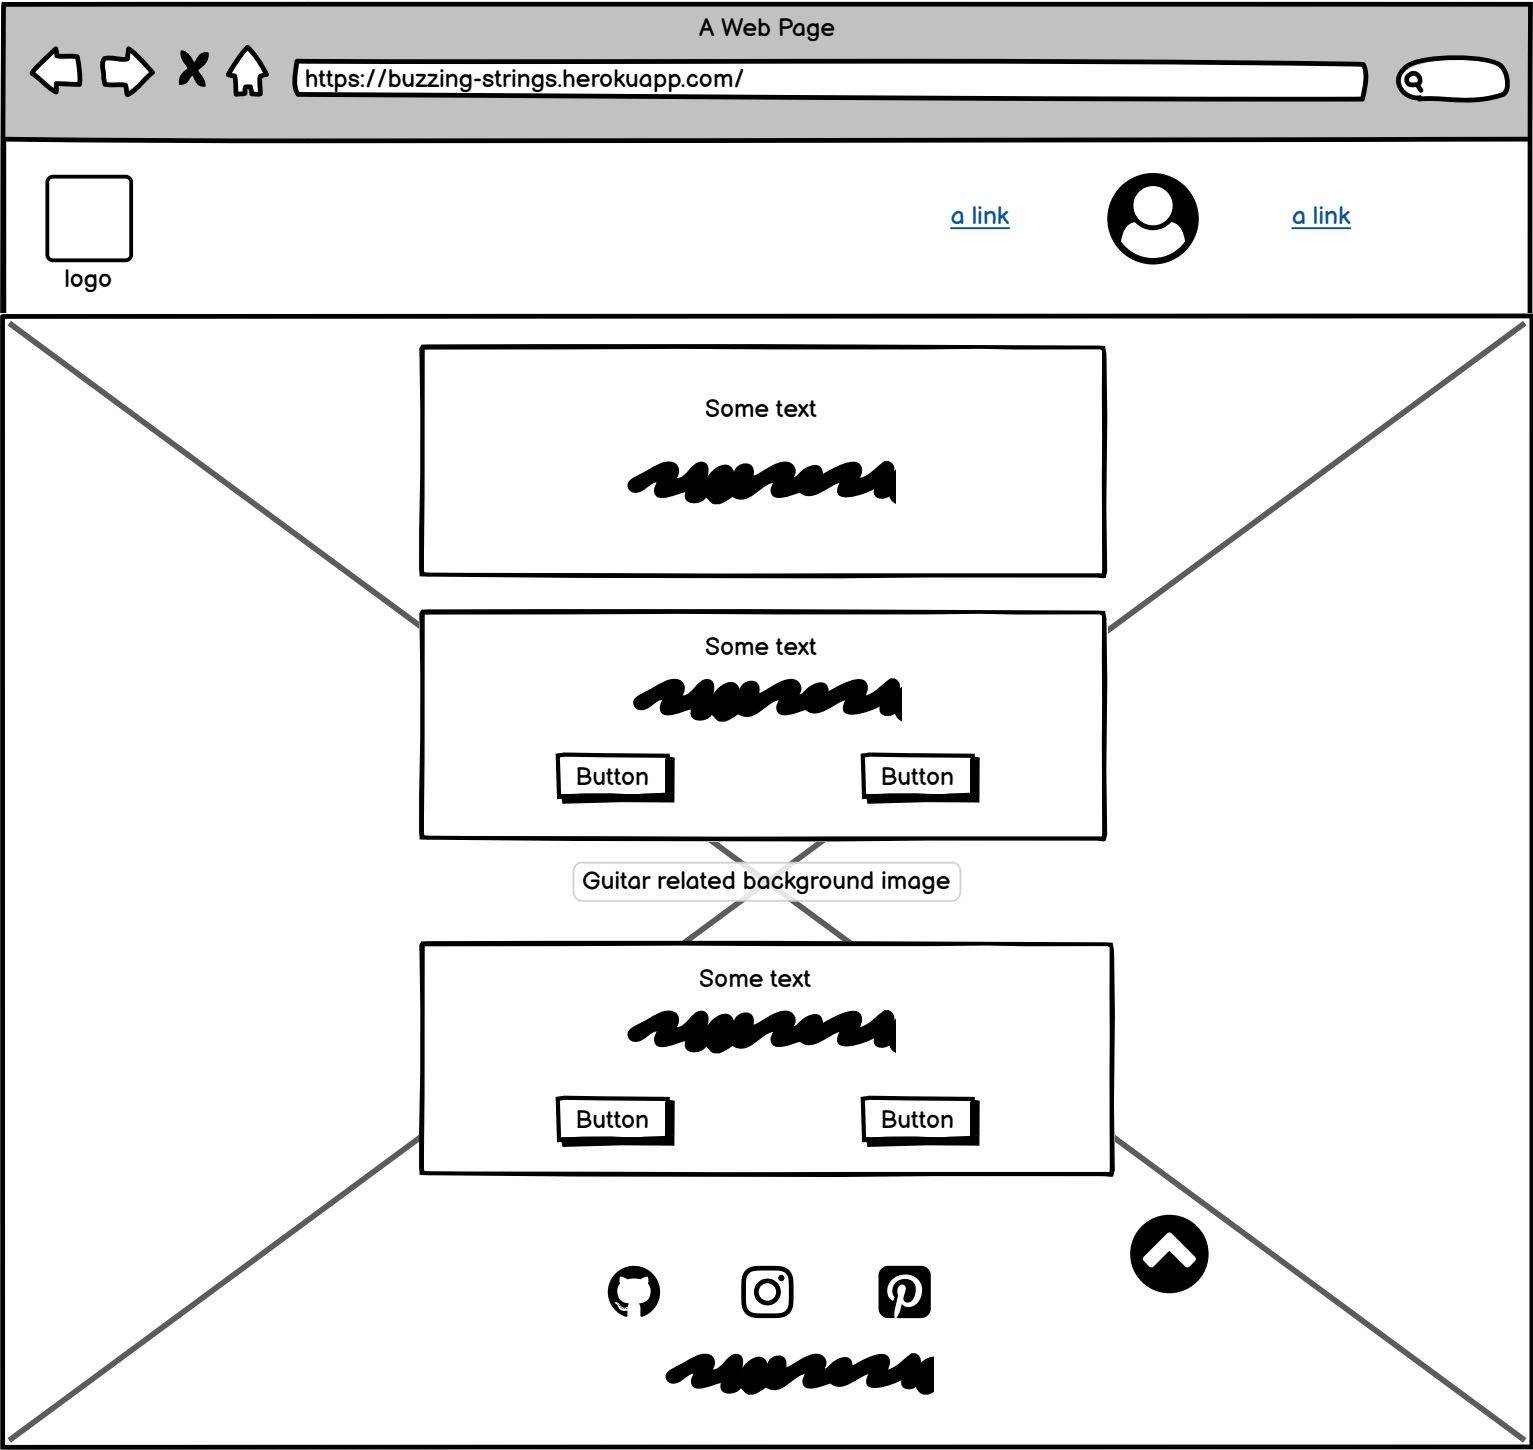 A Web Page
https://buzzing-strings.herokuapp.com/
a link
a link
logo
Some text
Some text
Button
Button
Guitar related background image
Some text
Button
Button